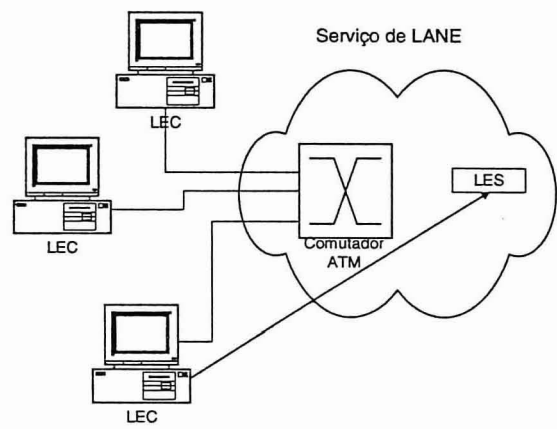 Serviço de LANE
LEC
LES
LEC
Comutador
ATM
LEC